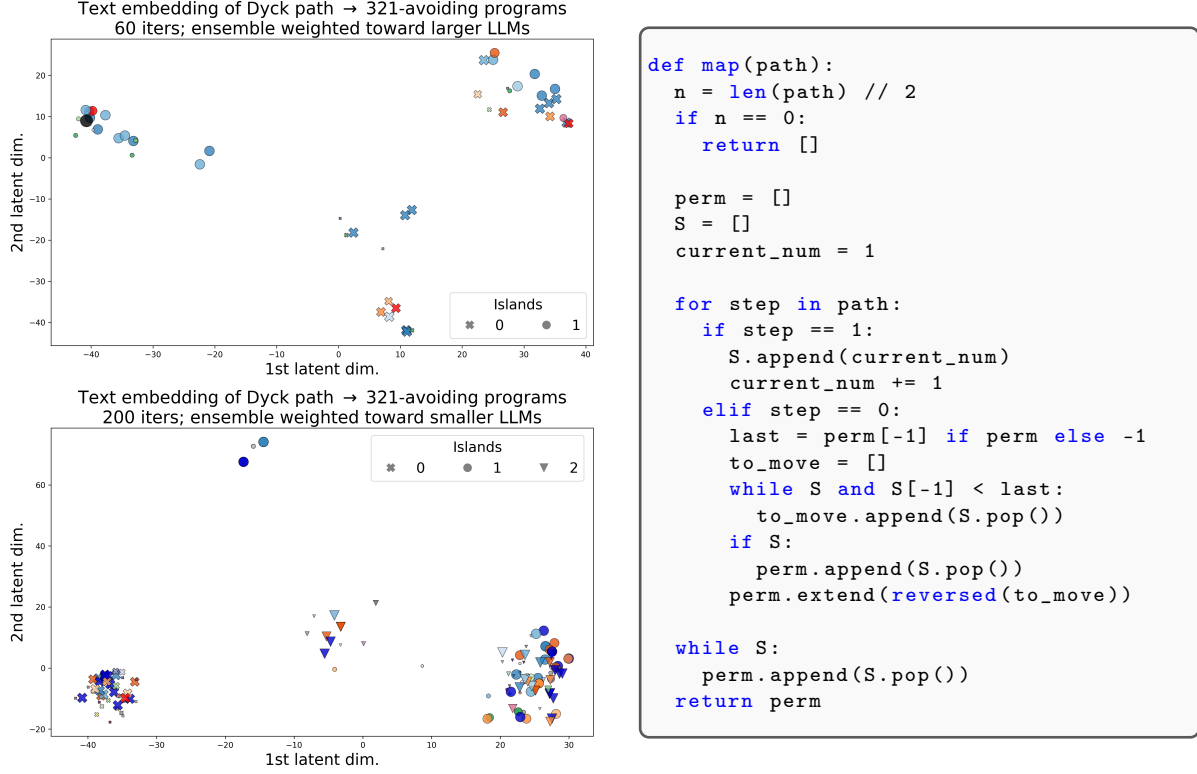 Text embedding of Dyck path → 321-avoiding programs
60 iters; ensemble weighted toward larger LLMs
2nd latent dim.
20
10
0
−10
−20
−30
−40
Islands
0 1
−40 −30 −20 −10 0 10 20 30 40
1st latent dim.
Text embedding of Dyck path → 321-avoiding programs
200 iters; ensemble weighted toward smaller LLMs
2nd latent dim.
60
40
20
0
−20
Islands
0 1 2
−40 −30 −20 −10 0 10 20 30
1st latent dim.
def map(path):
  n = len(path) // 2
  if n == 0:
    return []

  perm = []
  S = []
  current_num = 1

  for step in path:
    if step == 1:
      S.append(current_num)
      current_num += 1
    elif step == 0:
      last = perm[-1] if perm else -1
      to_move = []
      while S and S[-1] < last:
        to_move.append(S.pop())
      if S:
        perm.append(S.pop())
      perm.extend(reversed(to_move))

  while S:
    perm.append(S.pop())
  return perm